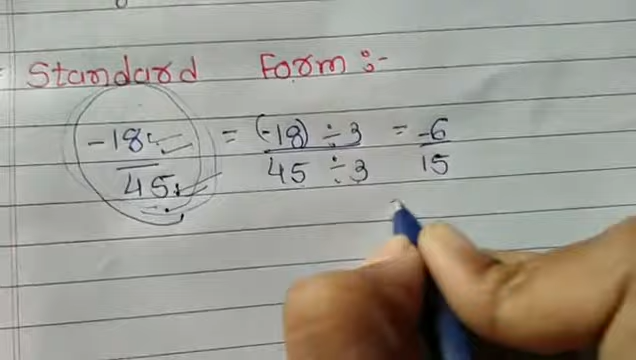 Standard Form :-
-18/45 = (-18) ÷ 3 / 45 ÷ 3 = -6/15